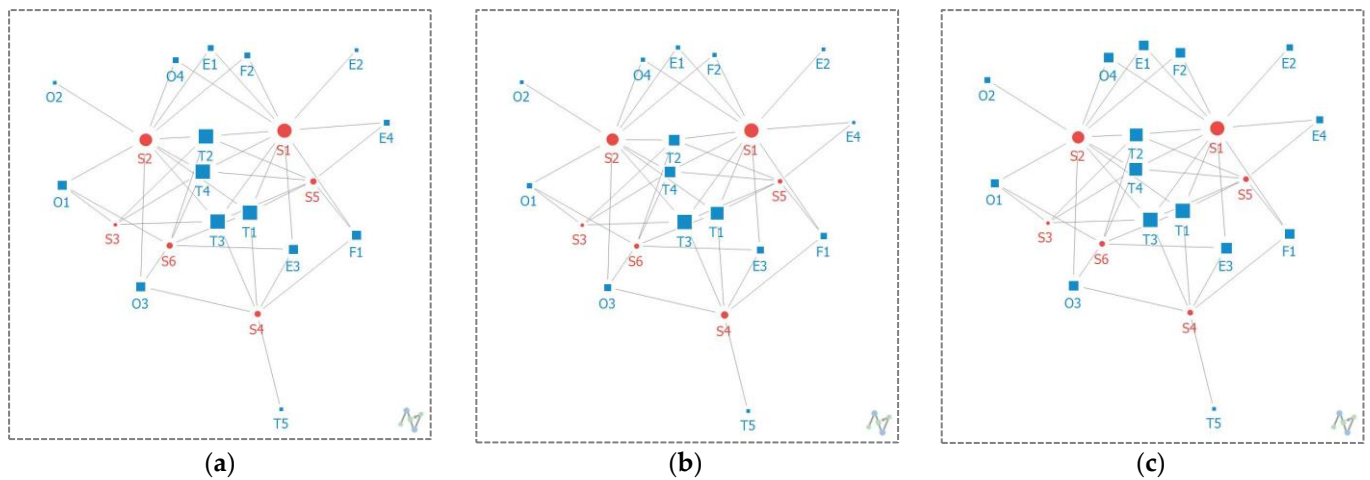 E1
F2
E2
O4
O2
E4
S2
T2
S1
T4
S5
O1
S3
T3
T1
F1
S6
E3
O3
S4
T5
(a)
E1
F2
E2
O4
O2
E4
S2
T2
S1
T4
S5
O1
S3
T3
T1
F1
S6
E3
O3
S4
T5
(b)
E1
F2
E2
O4
O2
E4
S2
T2
S1
T4
S5
O1
S3
T3
T1
F1
S6
E3
O3
S4
T5
(c)